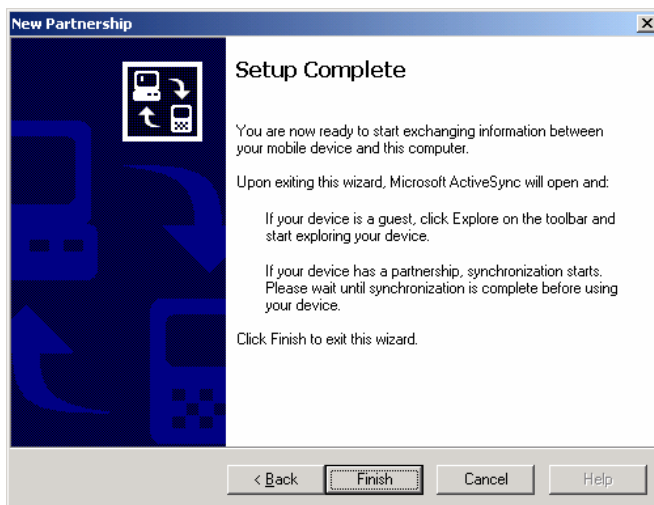 New Partnership
Setup Complete
You are now ready to start exchanging information between
your mobile device and this computer.
Upon exiting this wizard, Microsoft ActiveSync will open and:
If your device is a guest, click Explore on the toolbar and
start exploring your device.
If your device has a partnership, synchronization starts.
Please wait until synchronization is complete before using
your device.
Click Finish to exit this wizard.
< Back Finish Cancel Help